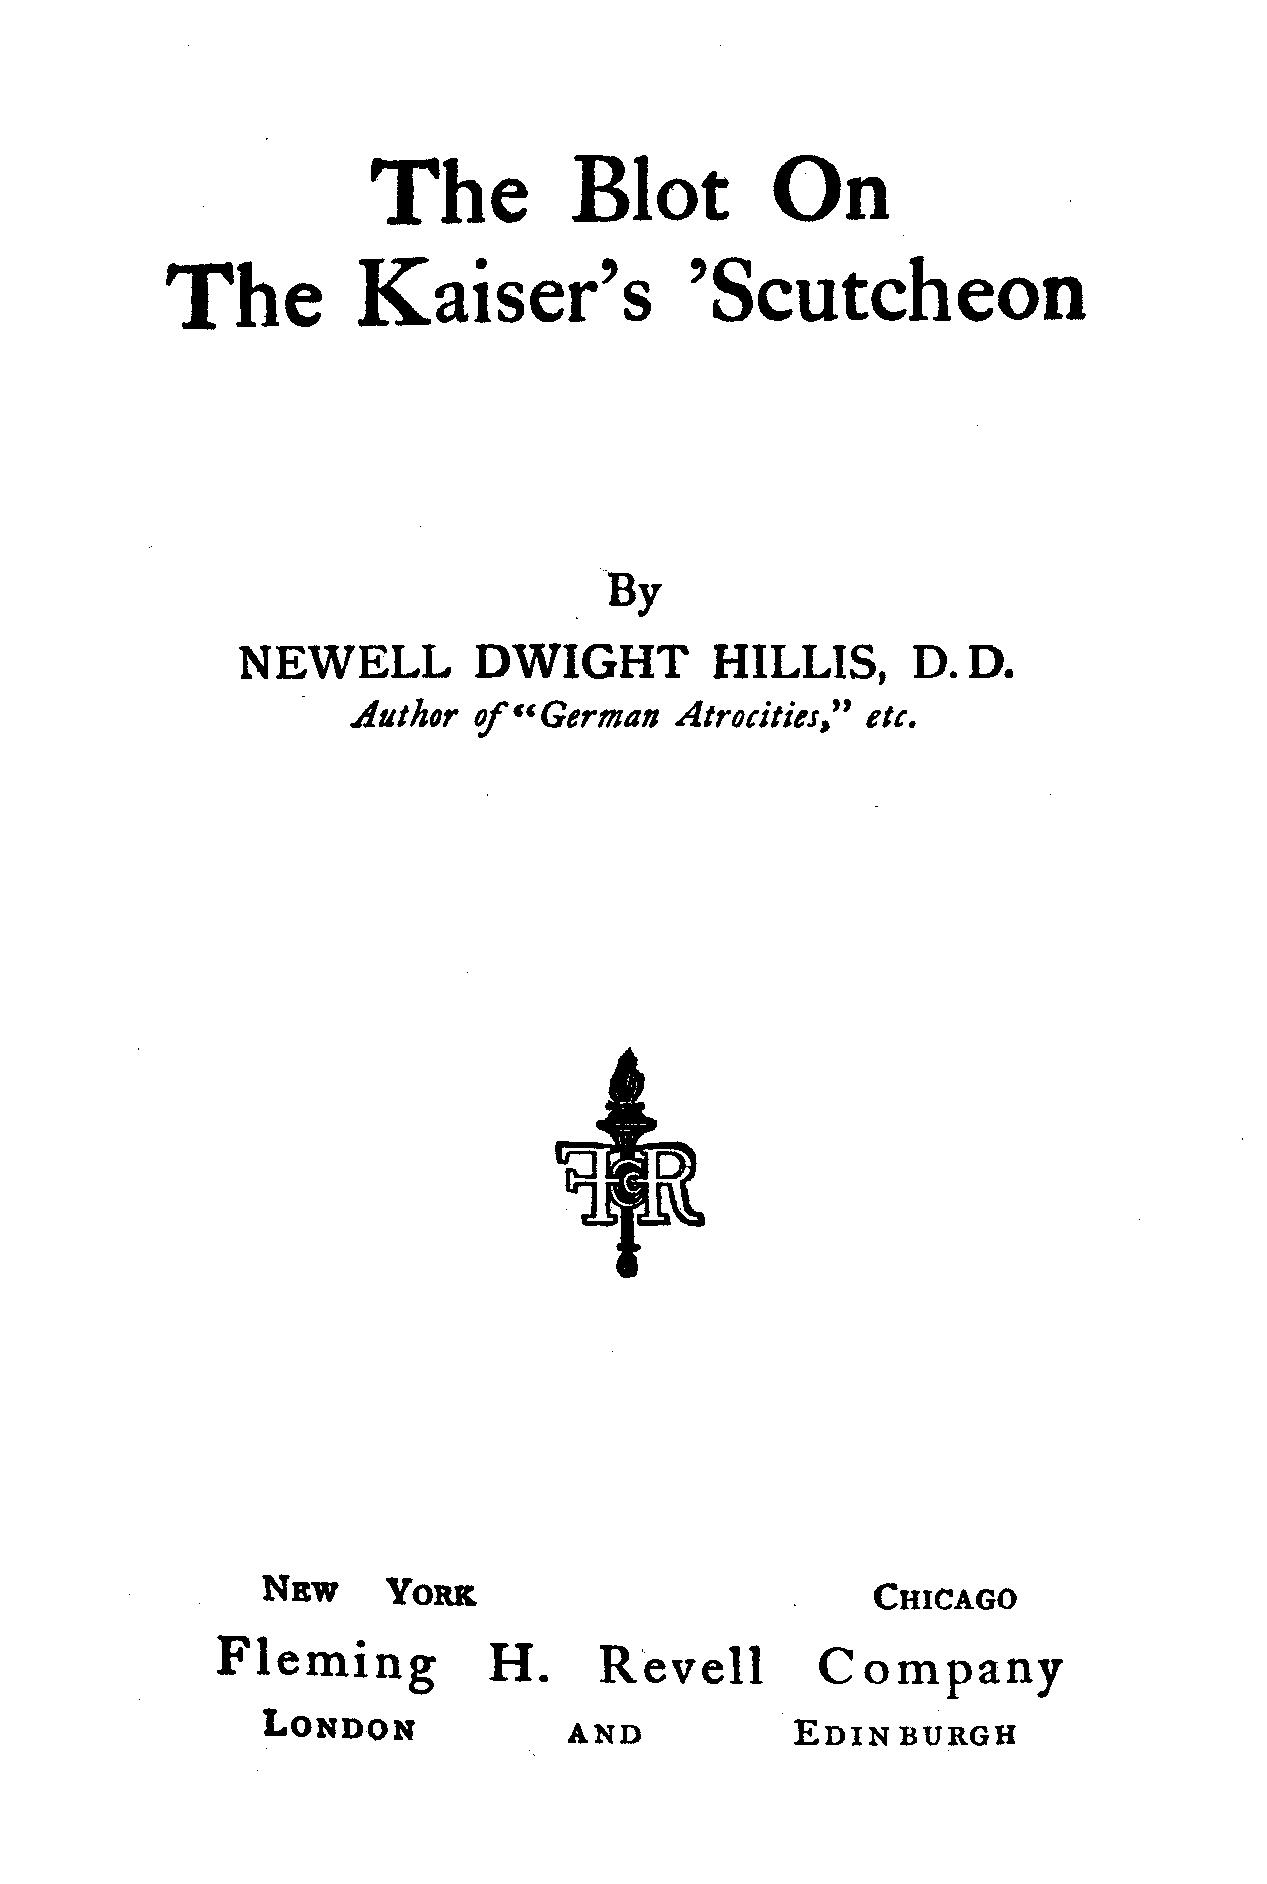 The Blot On
The Kaiser's 'Scutcheon
By
NEWELL DWIGHT HILLIS, D. D.
Author of "German Atrocities," etc.
FCR
NEW YORK CHICAGO
Fleming H. Revell Company
LONDON AND EDINBURGH